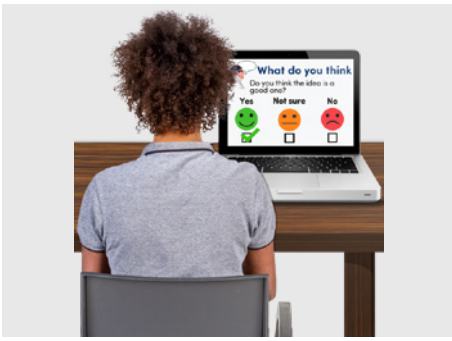 What do you think
Do you think the idea is a
good one?
Yes Not sure No